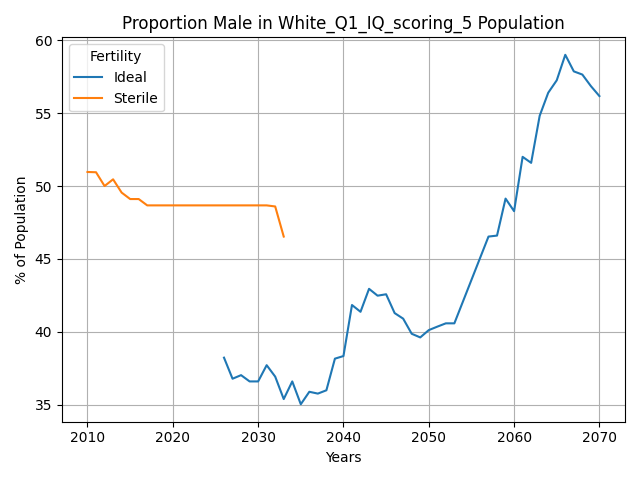 Proportion Male in White_Q1_IQ_scoring_5 Population
Fertility
Ideal
Sterile
% of Population
60
55
50
45
40
35
2010 2020 2030 2040 2050 2060 2070
Years